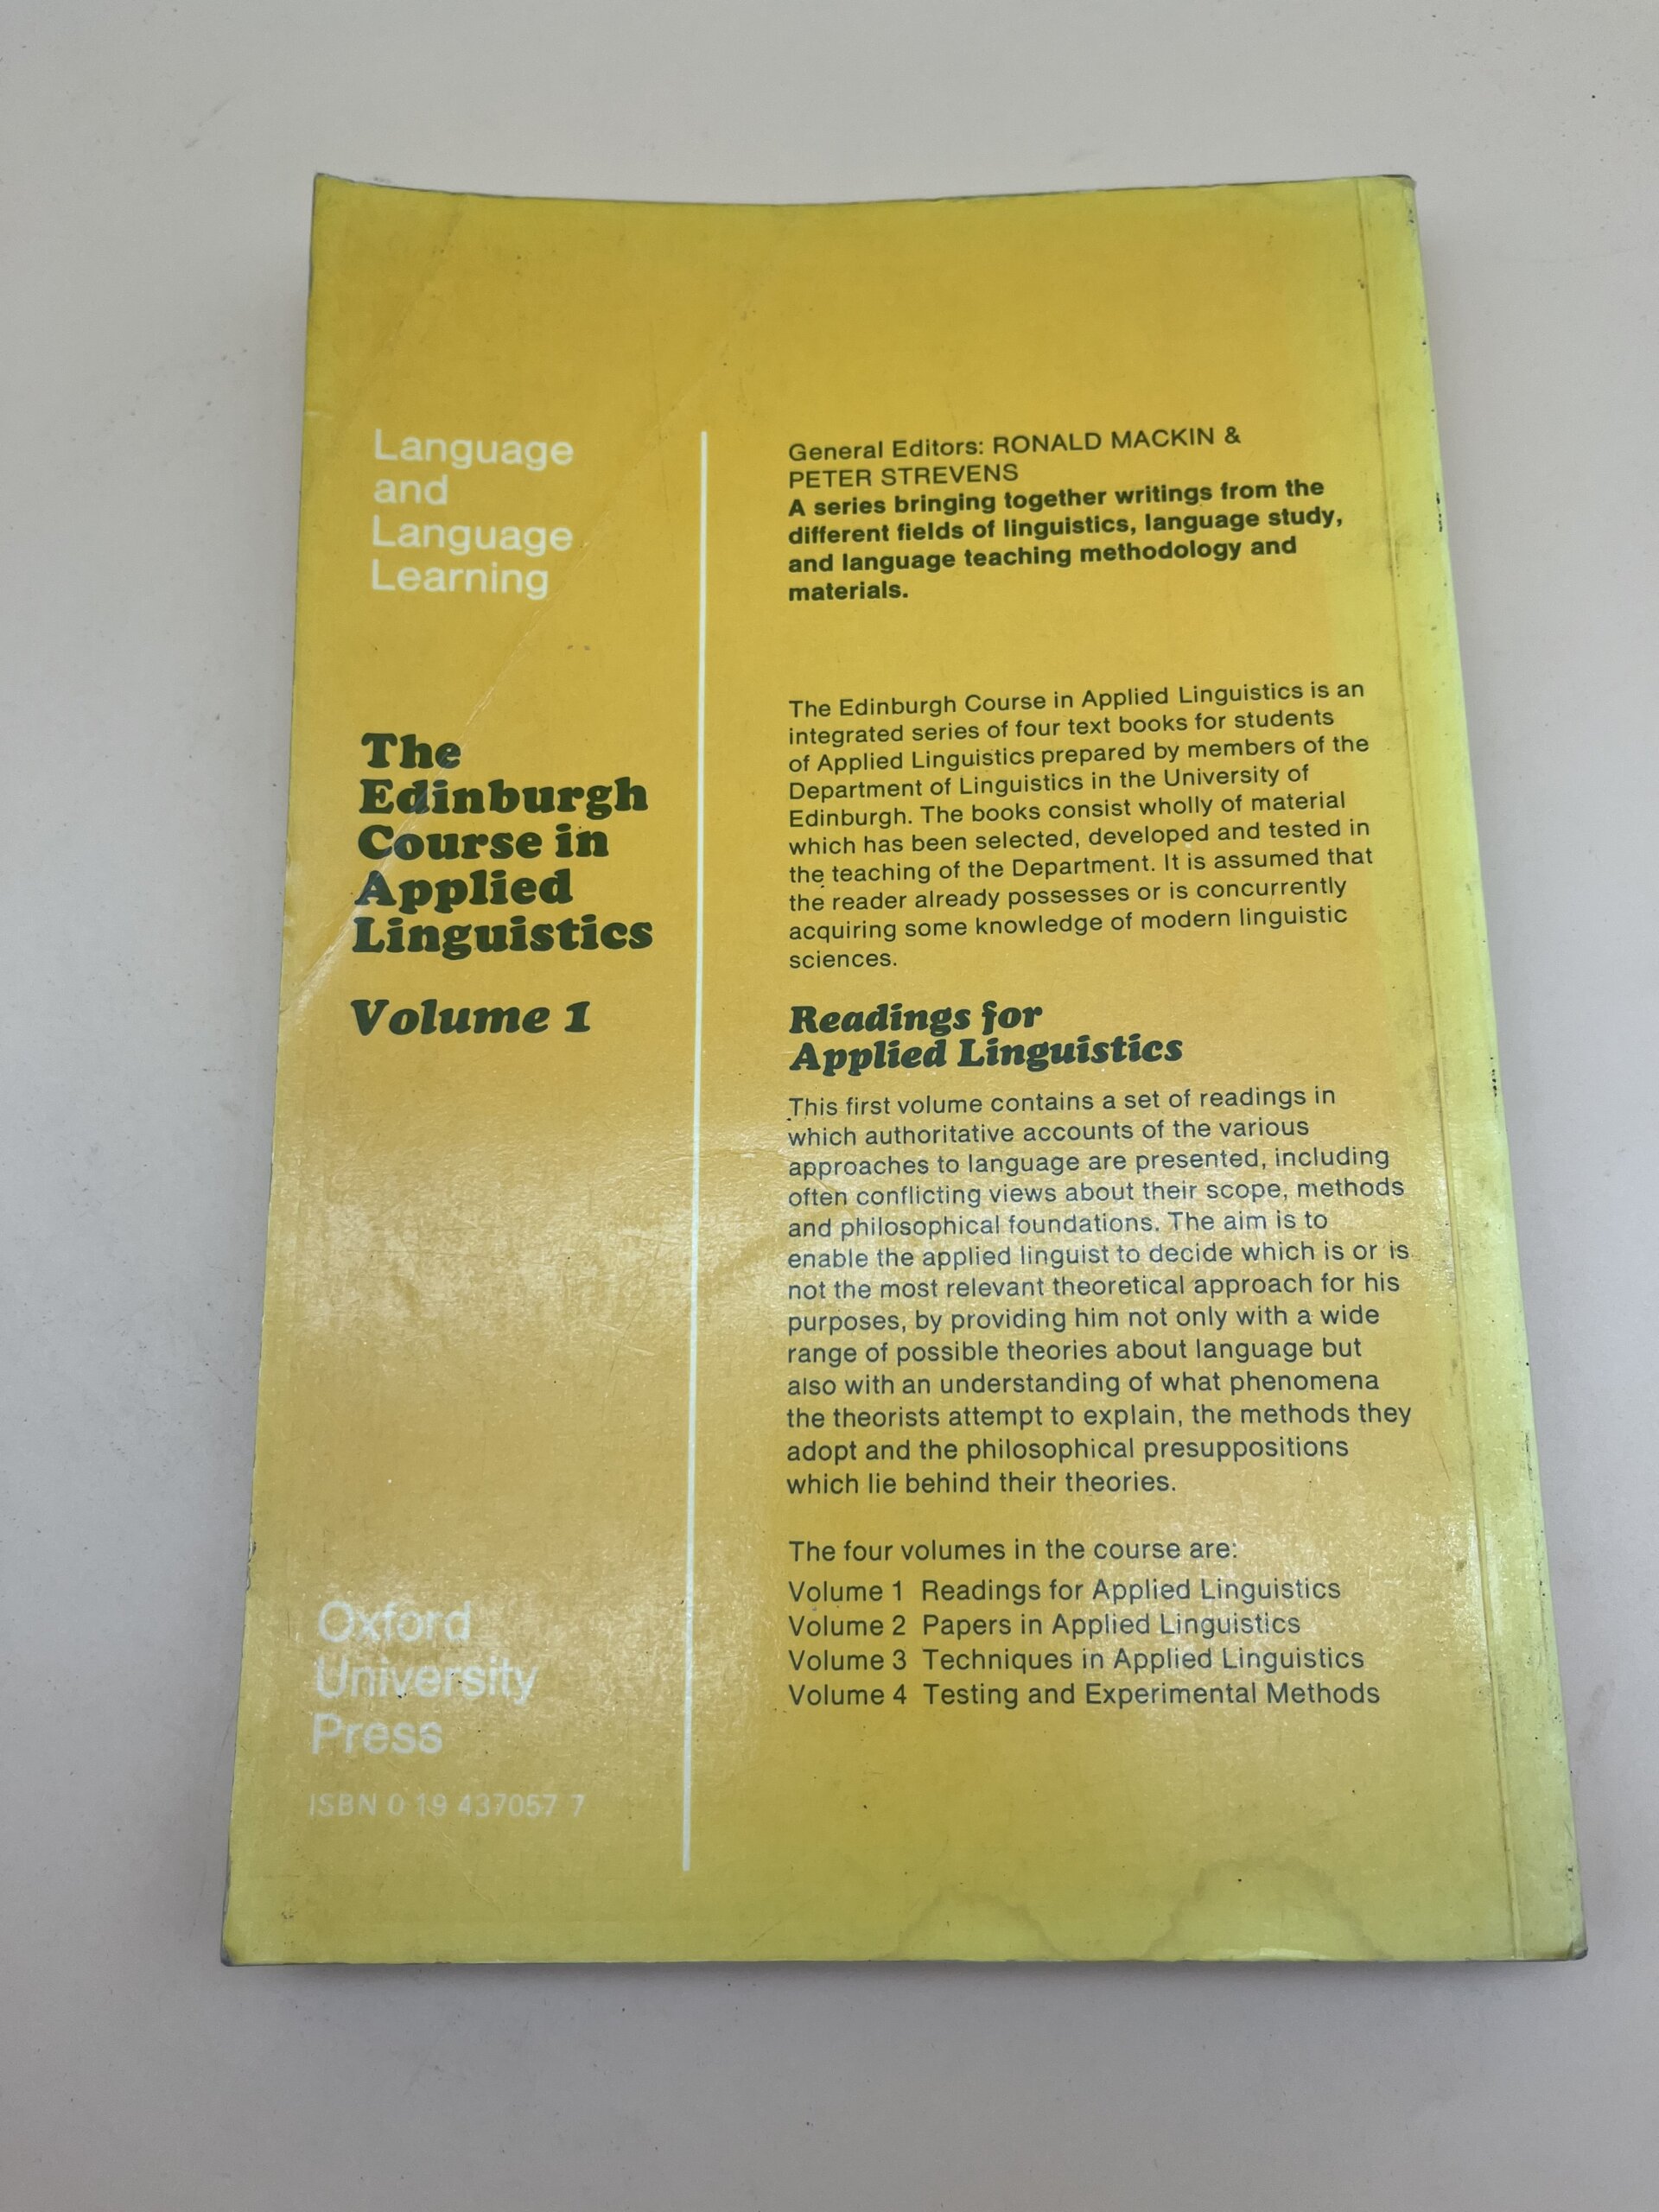 Language
and
Language
Learning
The
Edinburgh
Course in
Applied
Linguistics
Volume 1
Oxford
University
Press
ISBN 0 19 437057 7
General Editors: RONALD MACKIN &
PETER STREVENS
A series bringing together writings from the
different fields of linguistics, language study,
and language teaching methodology and
materials.
The Edinburgh Course in Applied Linguistics is an
integrated series of four text books for students
of Applied Linguistics prepared by members of the
Department of Linguistics in the University of
Edinburgh. The books consist wholly of material
which has been selected, developed and tested in
the teaching of the Department. It is assumed that
the reader already possesses or is concurrently
acquiring some knowledge of modern linguistic
sciences.
Readings for
Applied Linguistics
This first volume contains a set of readings in
which authoritative accounts of the various
approaches to language are presented, including
often conflicting views about their scope, methods
and philosophical foundations. The aim is to
enable the applied linguist to decide which is or is
not the most relevant theoretical approach for his
purposes, by providing him not only with a wide
range of possible theories about language but
also with an understanding of what phenomena
the theorists attempt to explain, the methods they
adopt and the philosophical presuppositions
which lie behind their theories.
The four volumes in the course are:
Volume 1 Readings for Applied Linguistics
Volume 2 Papers in Applied Linguistics
Volume 3 Techniques in Applied Linguistics
Volume 4 Testing and Experimental Methods